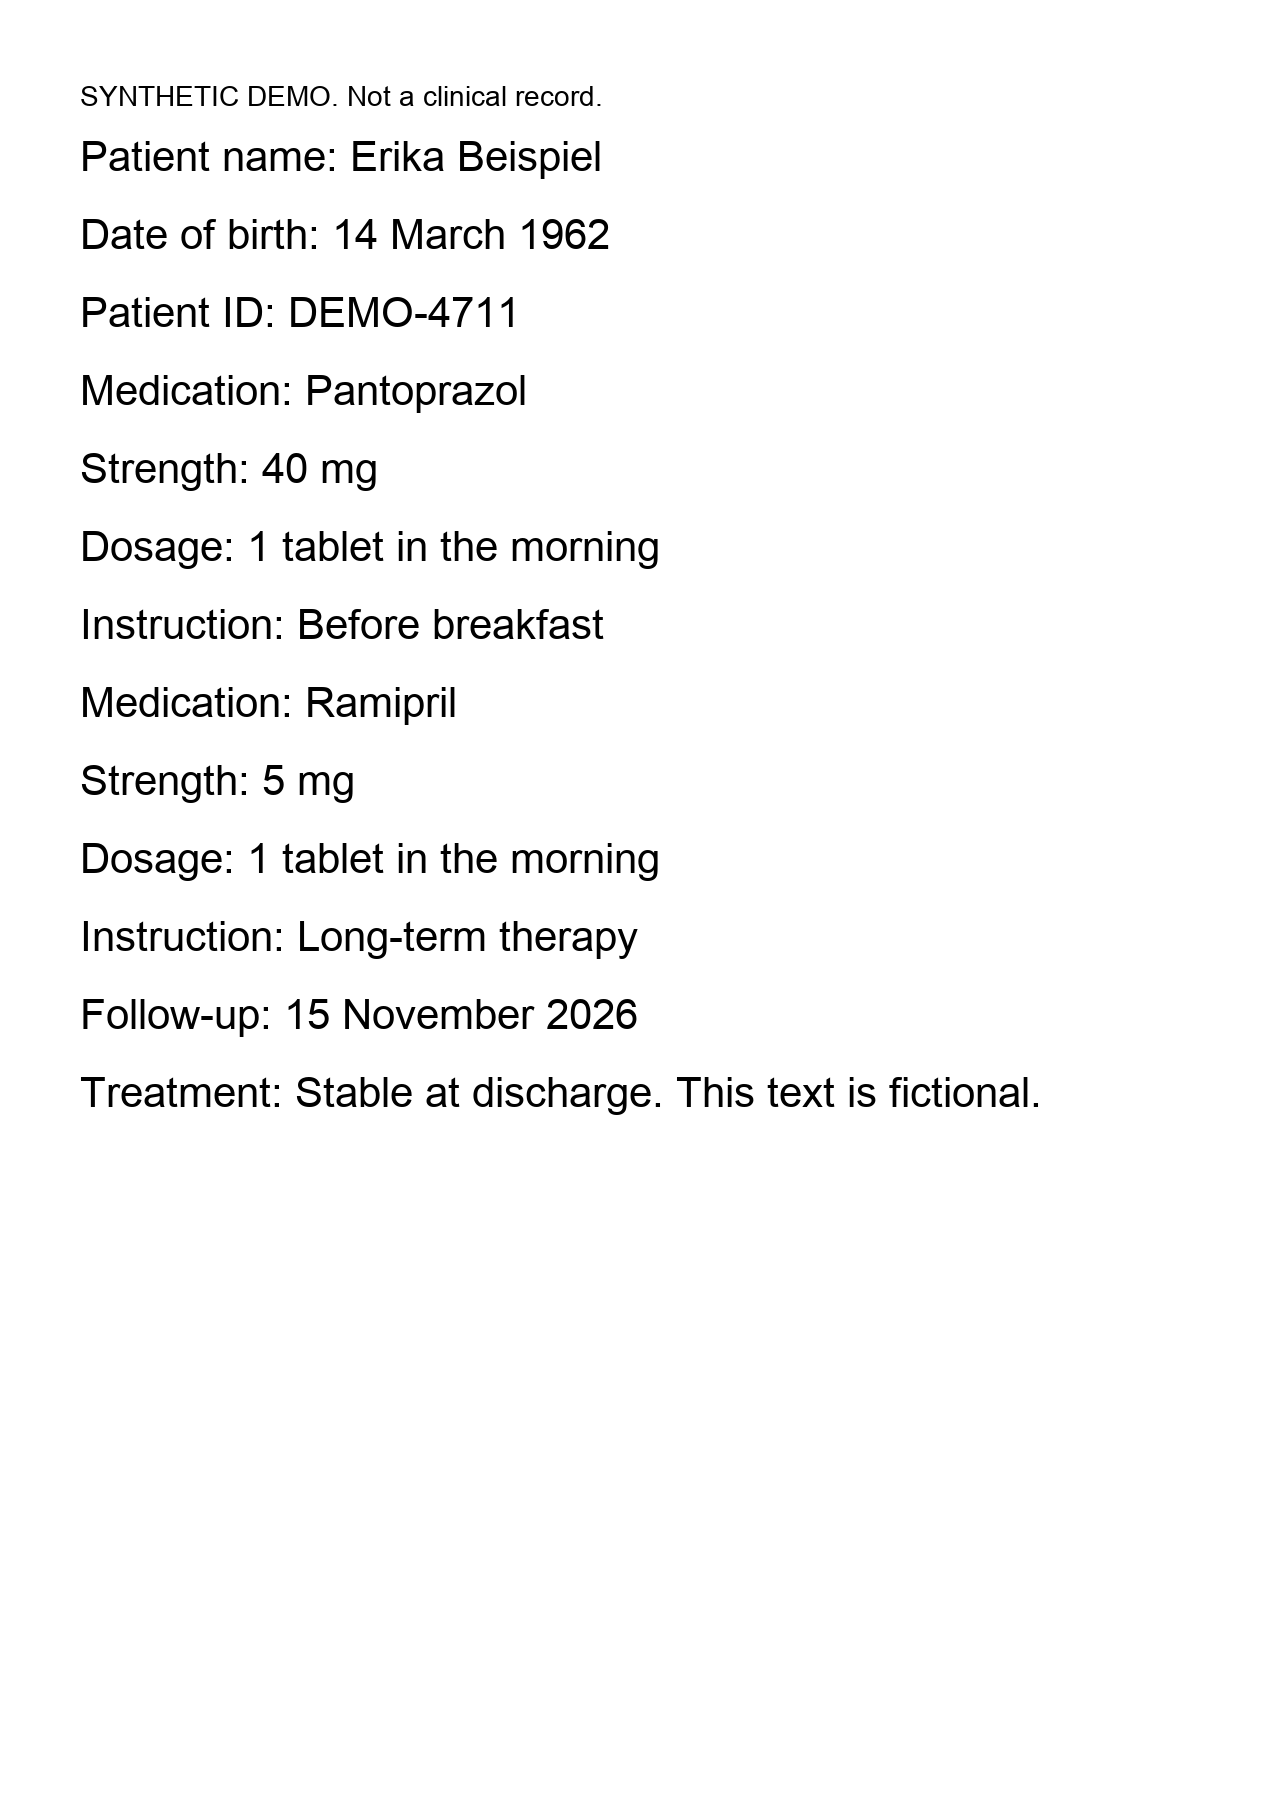 SYNTHETIC DEMO. Not a clinical record.
Patient name: Erika Beispiel
Date of birth: 14 March 1962
Patient ID: DEMO-4711
Medication: Pantoprazol
Strength: 40 mg
Dosage: 1 tablet in the morning
Instruction: Before breakfast
Medication: Ramipril
Strength: 5 mg
Dosage: 1 tablet in the morning
Instruction: Long-term therapy
Follow-up: 15 November 2026
Treatment: Stable at discharge. This text is fictional.